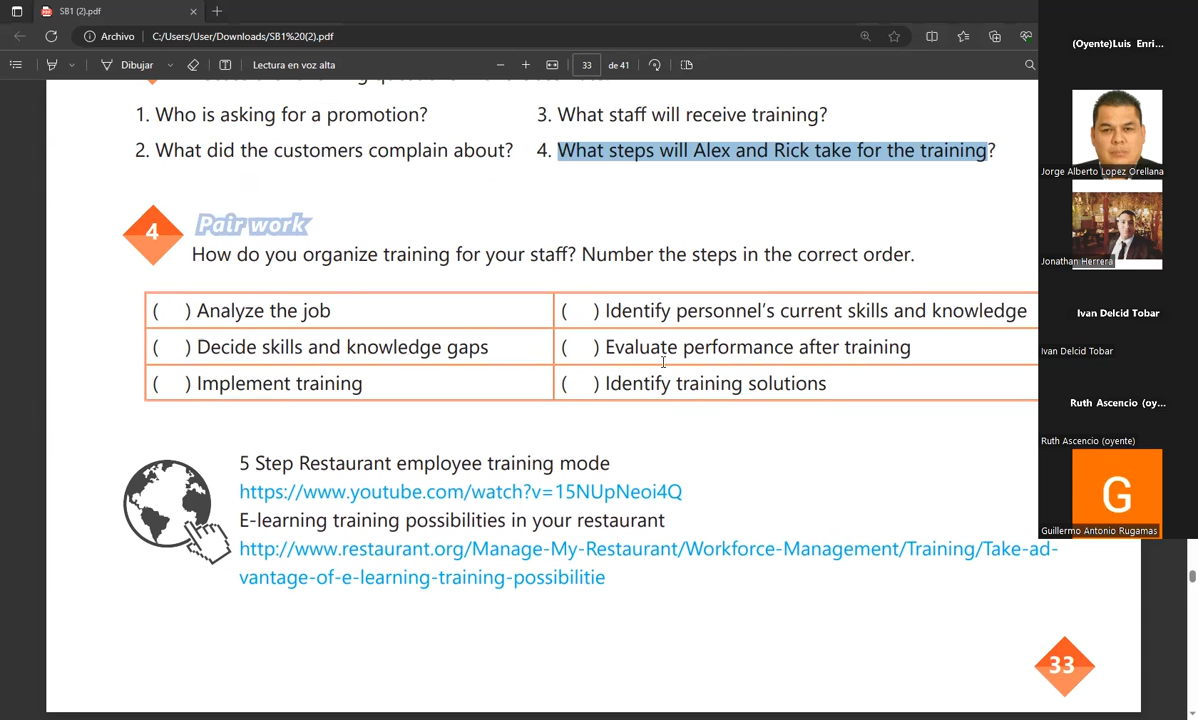 SB1 (2).pdf
Archivo
C:/Users/User/Downloads/SB1%20(2).pdf
Dibujar
Lectura en voz alta
33
de 41
1. Who is asking for a promotion?
3. What staff will receive training?
2. What did the customers complain about?
4. What steps will Alex and Rick take for the training?
4
Pair work
How do you organize training for your staff? Number the steps in the correct order.
( ) Analyze the job
( ) Identify personnel's current skills and knowledge
( ) Decide skills and knowledge gaps
( ) Evaluate performance after training
( ) Implement training
( ) Identify training solutions
5 Step Restaurant employee training mode
https://www.youtube.com/watch?v=15NUpNeoi4Q
E-learning training possibilities in your restaurant
http://www.restaurant.org/Manage-My-Restaurant/Workforce-Management/Training/Take-ad-
vantage-of-e-learning-training-possibilitie
33
(Oyente)Luis Enri...
Jorge Alberto Lopez Orellana
Jonathan Herrera
Ivan Delcid Tobar
Ivan Delcid Tobar
Ruth Ascencio (oy...
Ruth Ascencio (oyente)
G
Guillermo Antonio Rugamas